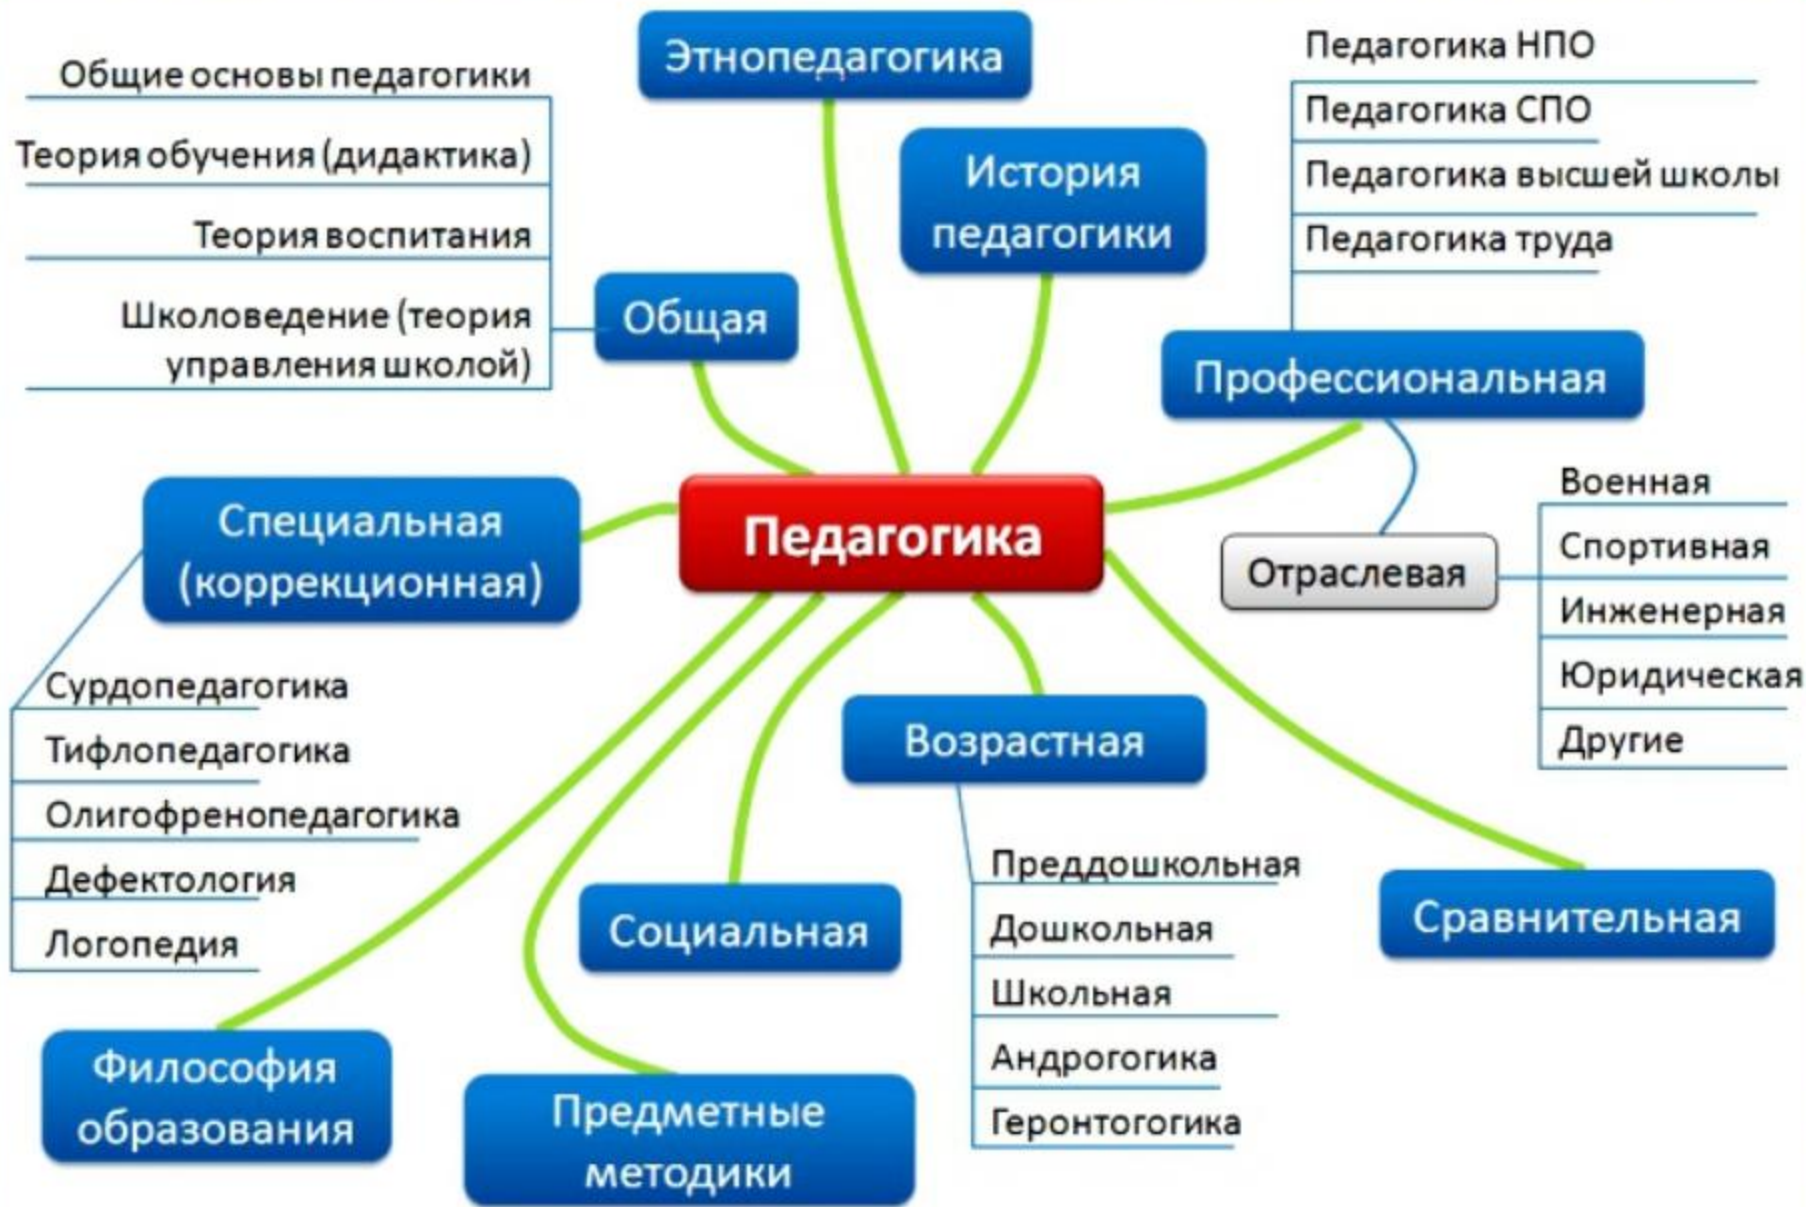 Этнопедагогика
История
педагогики
Общие основы педагогики
Теория обучения (дидактика)
Теория воспитания
Школоведение (теория
управления школой)
Общая
Педагогика НПО
Педагогика СПО
Педагогика высшей школы
Педагогика труда
Профессиональная
Отраслевая
Военная
Спортивная
Инженерная
Юридическая
Другие
Педагогика
Специальная
(коррекционная)
Сурдопедагогика
Тифлопедагогика
Олигофренопедагогика
Дефектология
Логопедия
Возрастная
Преддошкольная
Дошкольная
Школьная
Андрогогика
Геронтогогика
Социальная
Сравнительная
Философия
образования
Предметные
методики